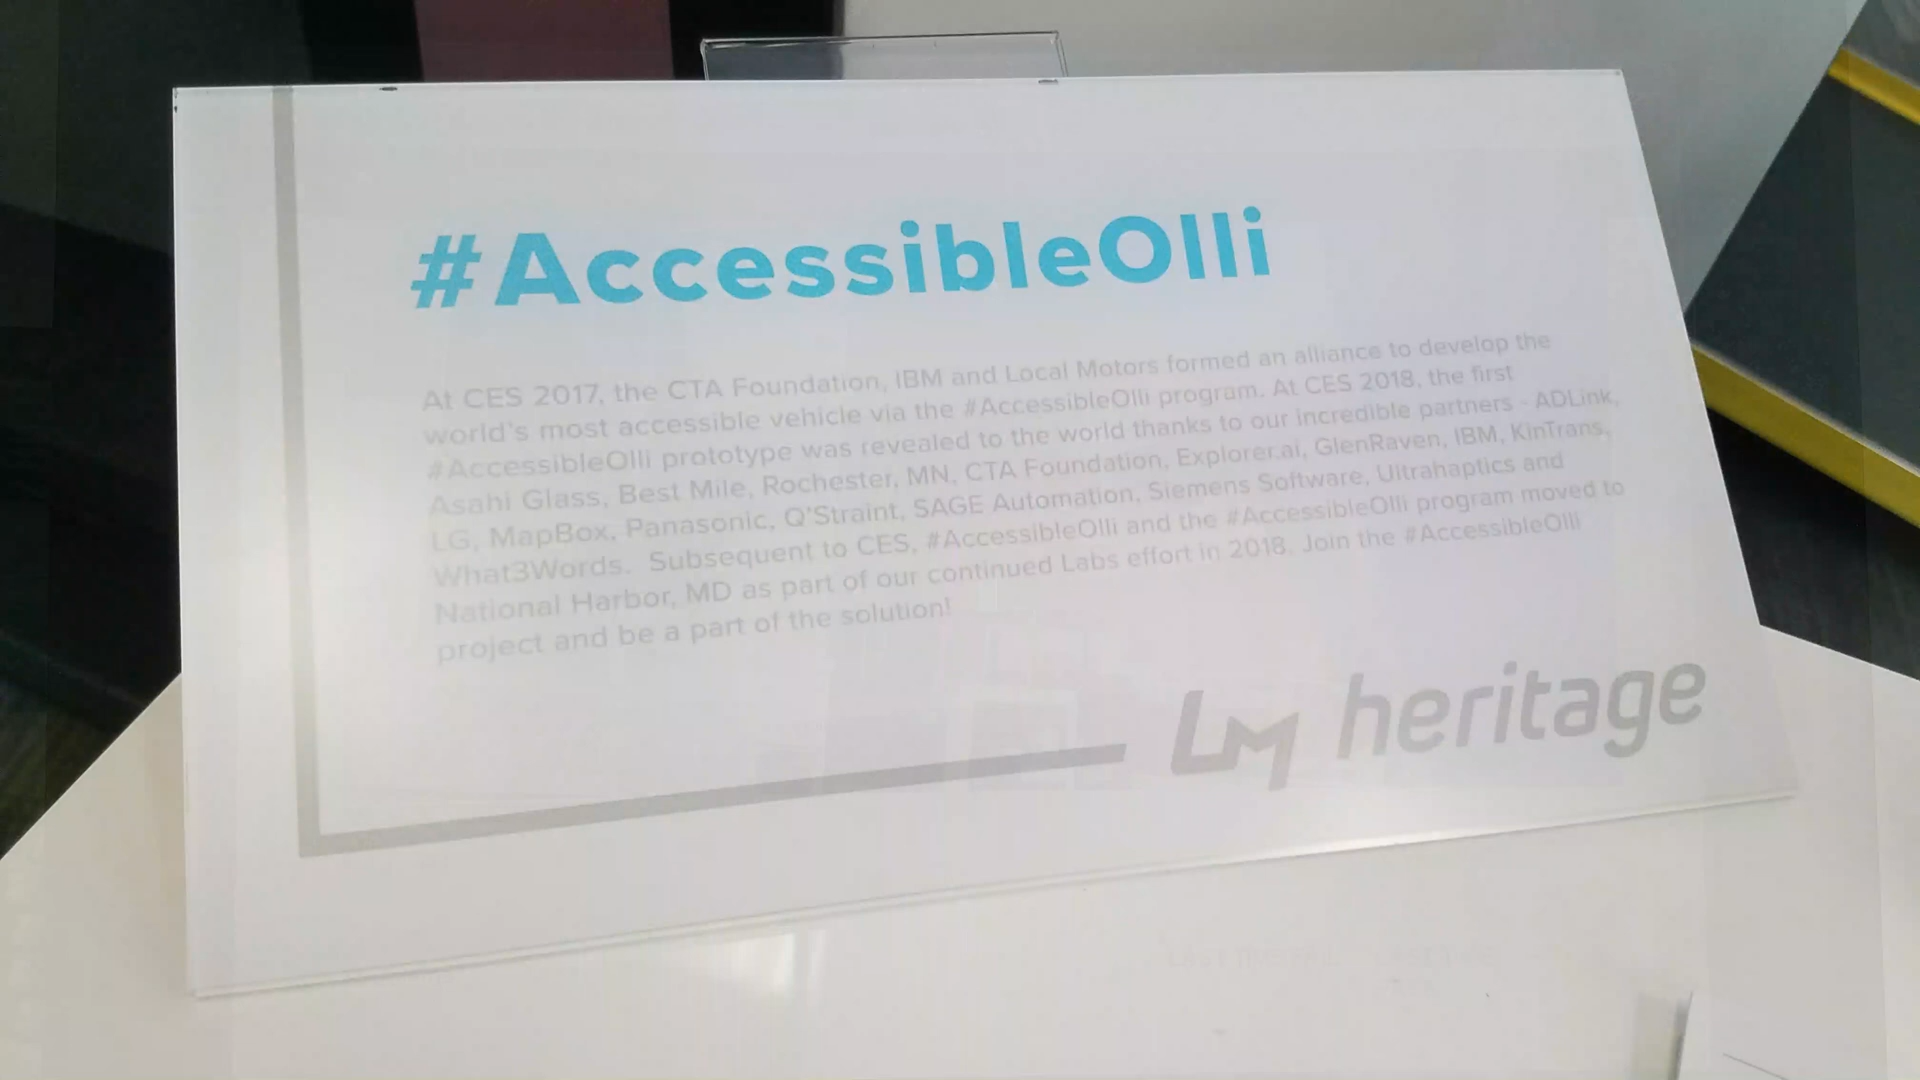 #AccessibleOlli
At CES 2017, the CTA Foundation, IBM and Local Motors formed an alliance to develop the
world's most accessible vehicle via the #AccessibleOlli program. At CES 2018, the first
#AccessibleOlli prototype was revealed to the world thanks to our incredible partners - ADLink,
Asahi Glass, Best Mile, Rochester, MN, CTA Foundation, Explorer.ai, GlenRaven, IBM, KinTrans,
LG, MapBox, Panasonic, Q'Straint, SAGE Automation, Siemens Software, Ultrahaptics and
What3Words. Subsequent to CES, #AccessibleOlli and the #AccessibleOlli program moved to
National Harbor, MD as part of our continued Labs effort in 2018. Join the #AccessibleOlli
project and be a part of the solution!
LM heritage